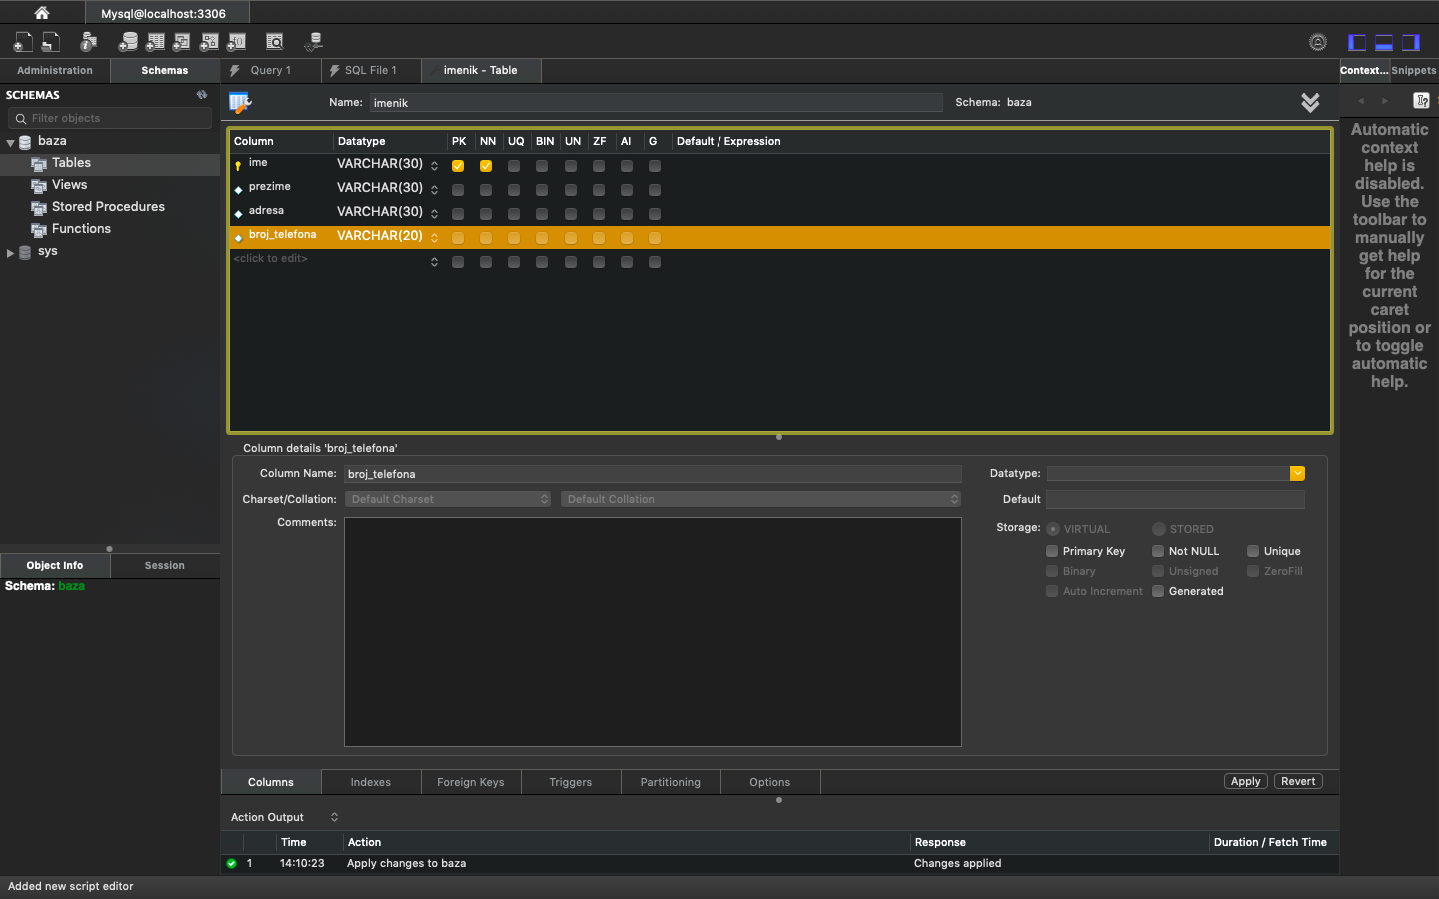 Mysql@localhost:3306
Administration
Schemas
Query 1
SQL File 1
imenik - Table
Context...
Snippets
SCHEMAS
Filter objects
baza
Tables
Views
Stored Procedures
Functions
sys
Name: imenik
Schema: baza
Column Datatype PK NN UQ BIN UN ZF AI G Default / Expression
ime VARCHAR(30)
prezime VARCHAR(30)
adresa VARCHAR(30)
broj_telefona VARCHAR(20)
<click to edit>
Automatic
context
help is
disabled.
Use the
toolbar to
manually
get help
for the
current
caret
position or
to toggle
automatic
help.
Column details 'broj_telefona'
Column Name: broj_telefona
Datatype:
Charset/Collation: Default Charset Default Collation
Default
Comments:
Storage: VIRTUAL STORED
Primary Key Not NULL Unique
Binary Unsigned ZeroFill
Auto Increment Generated
Object Info
Session
Schema: baza
Columns Indexes Foreign Keys Triggers Partitioning Options
Apply Revert
Action Output
Time Action Response Duration / Fetch Time
1 14:10:23 Apply changes to baza Changes applied
Added new script editor